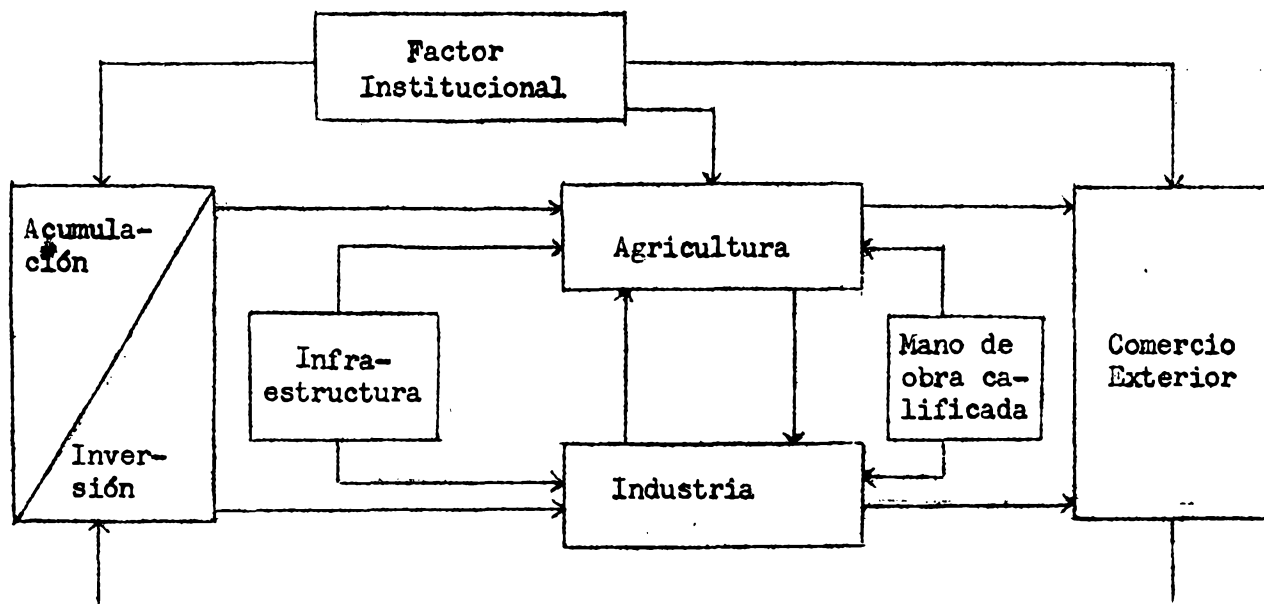 Factor
Institucional
Acumula-
ción
Inver-
sión
Infra-
estructura
Agricultura
Industria
Mano de
obra ca-
lificada
Comercio
Exterior